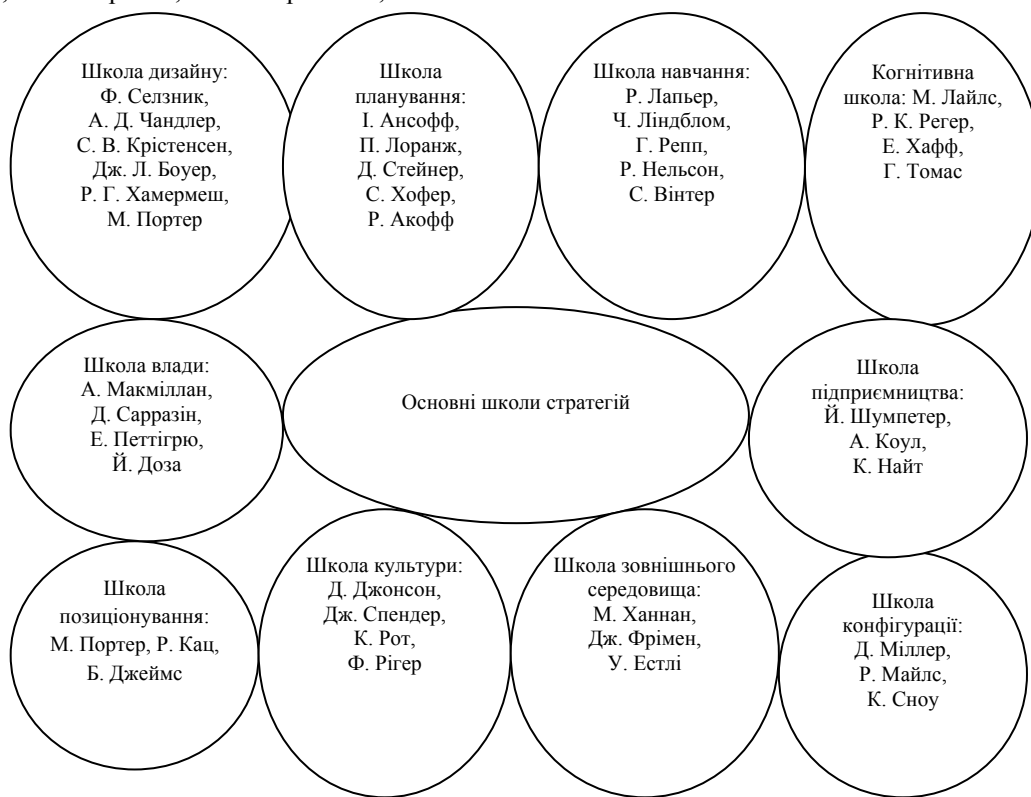 Школа дизайну:
Ф. Селзник,
А. Д. Чандлер,
С. В. Крістенсен,
Дж. Л. Боуер,
Р. Г. Хамермеш,
М. Портер
Школа
планування:
І. Ансофф,
П. Лоранж,
Д. Стейнер,
С. Хофер,
Р. Акофф
Школа навчання:
Р. Лапьер,
Ч. Ліндблом,
Г. Репп,
Р. Нельсон,
С. Вінтер
Когнітивна
школа: М. Лайлс,
Р. К. Регер,
Е. Хафф,
Г. Томас
Школа влади:
А. Макміллан,
Д. Сарразін,
Е. Петтігрю,
Й. Доза
Основні школи стратегій
Школа
підприємництва:
Й. Шумпетер,
А. Коул,
К. Найт
Школа
позиціонування:
М. Портер, Р. Кац,
Б. Джеймс
Школа культури:
Д. Джонсон,
Дж. Спендер,
К. Рот,
Ф. Рігер
Школа зовнішнього
середовища:
М. Ханнан,
Дж. Фрімен,
У. Естлі
Школа
конфігурації:
Д. Міллер,
Р. Майлс,
К. Сноу